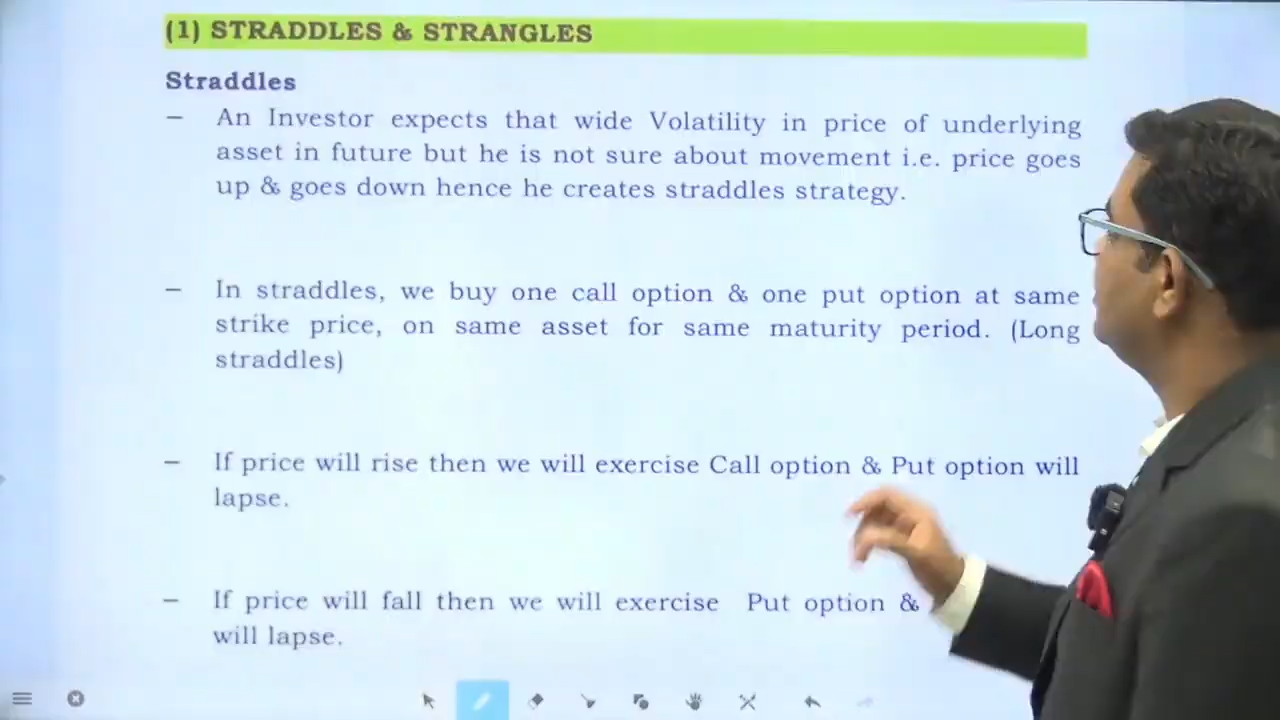 (1) STRADDLES & STRANGLES
Straddles
– An Investor expects that wide Volatility in price of underlying
asset in future but he is not sure about movement i.e. price goes
up & goes down hence he creates straddles strategy.
– In straddles, we buy one call option & one put option at same
strike price, on same asset for same maturity period. (Long
straddles)
– If price will rise then we will exercise Call option & Put option will
lapse.
– If price will fall then we will exercise Put option &
will lapse.